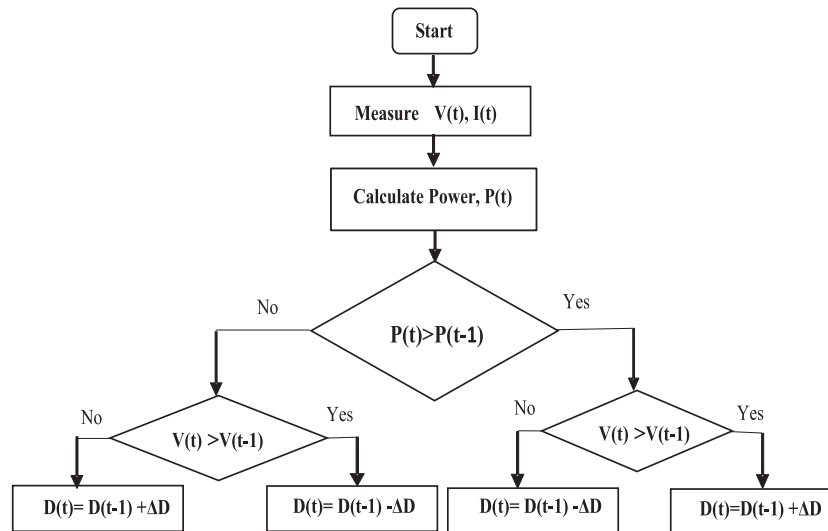 Start
Measure V(t), I(t)
Calculate Power, P(t)
No
Yes
P(t)>P(t-1)
No
Yes
No
Yes
V(t) >V(t-1)
V(t) >V(t-1)
D(t)= D(t-1) +ΔD
D(t)= D(t-1) -ΔD
D(t)= D(t-1) -ΔD
D(t)=D(t-1) +ΔD